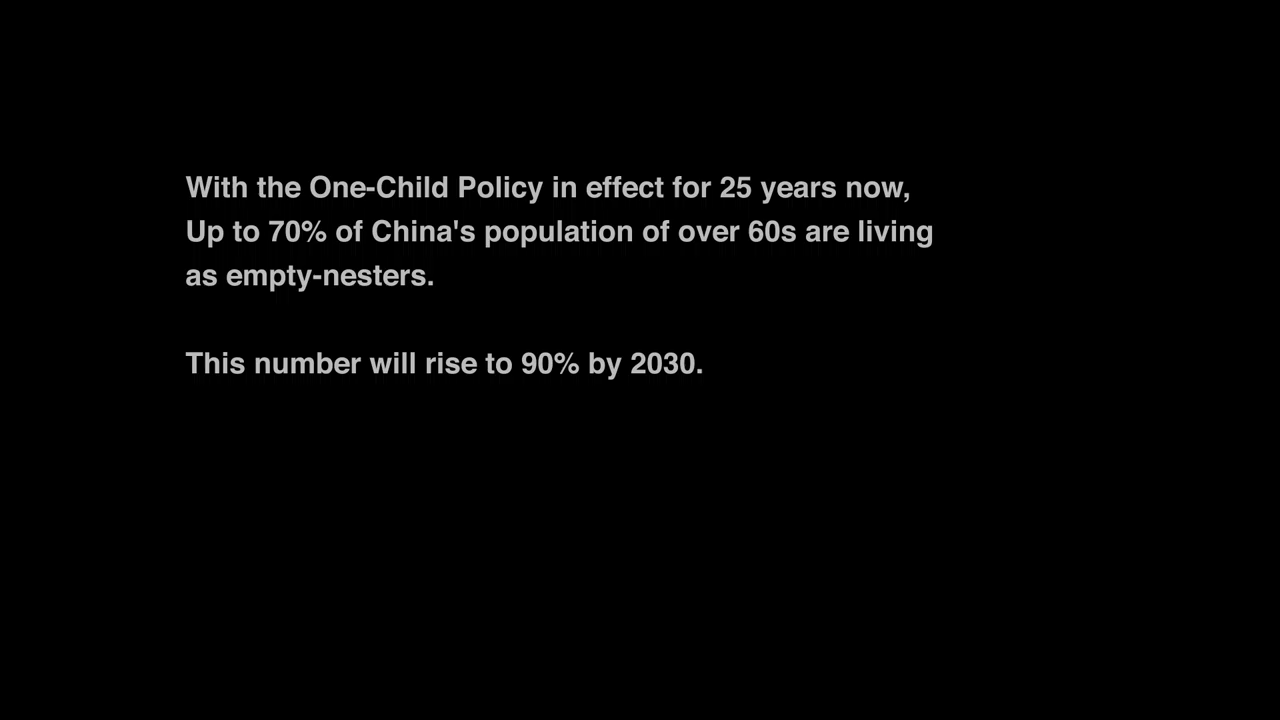 With the One-Child Policy in effect for 25 years now,
Up to 70% of China's population of over 60s are living
as empty-nesters.
This number will rise to 90% by 2030.